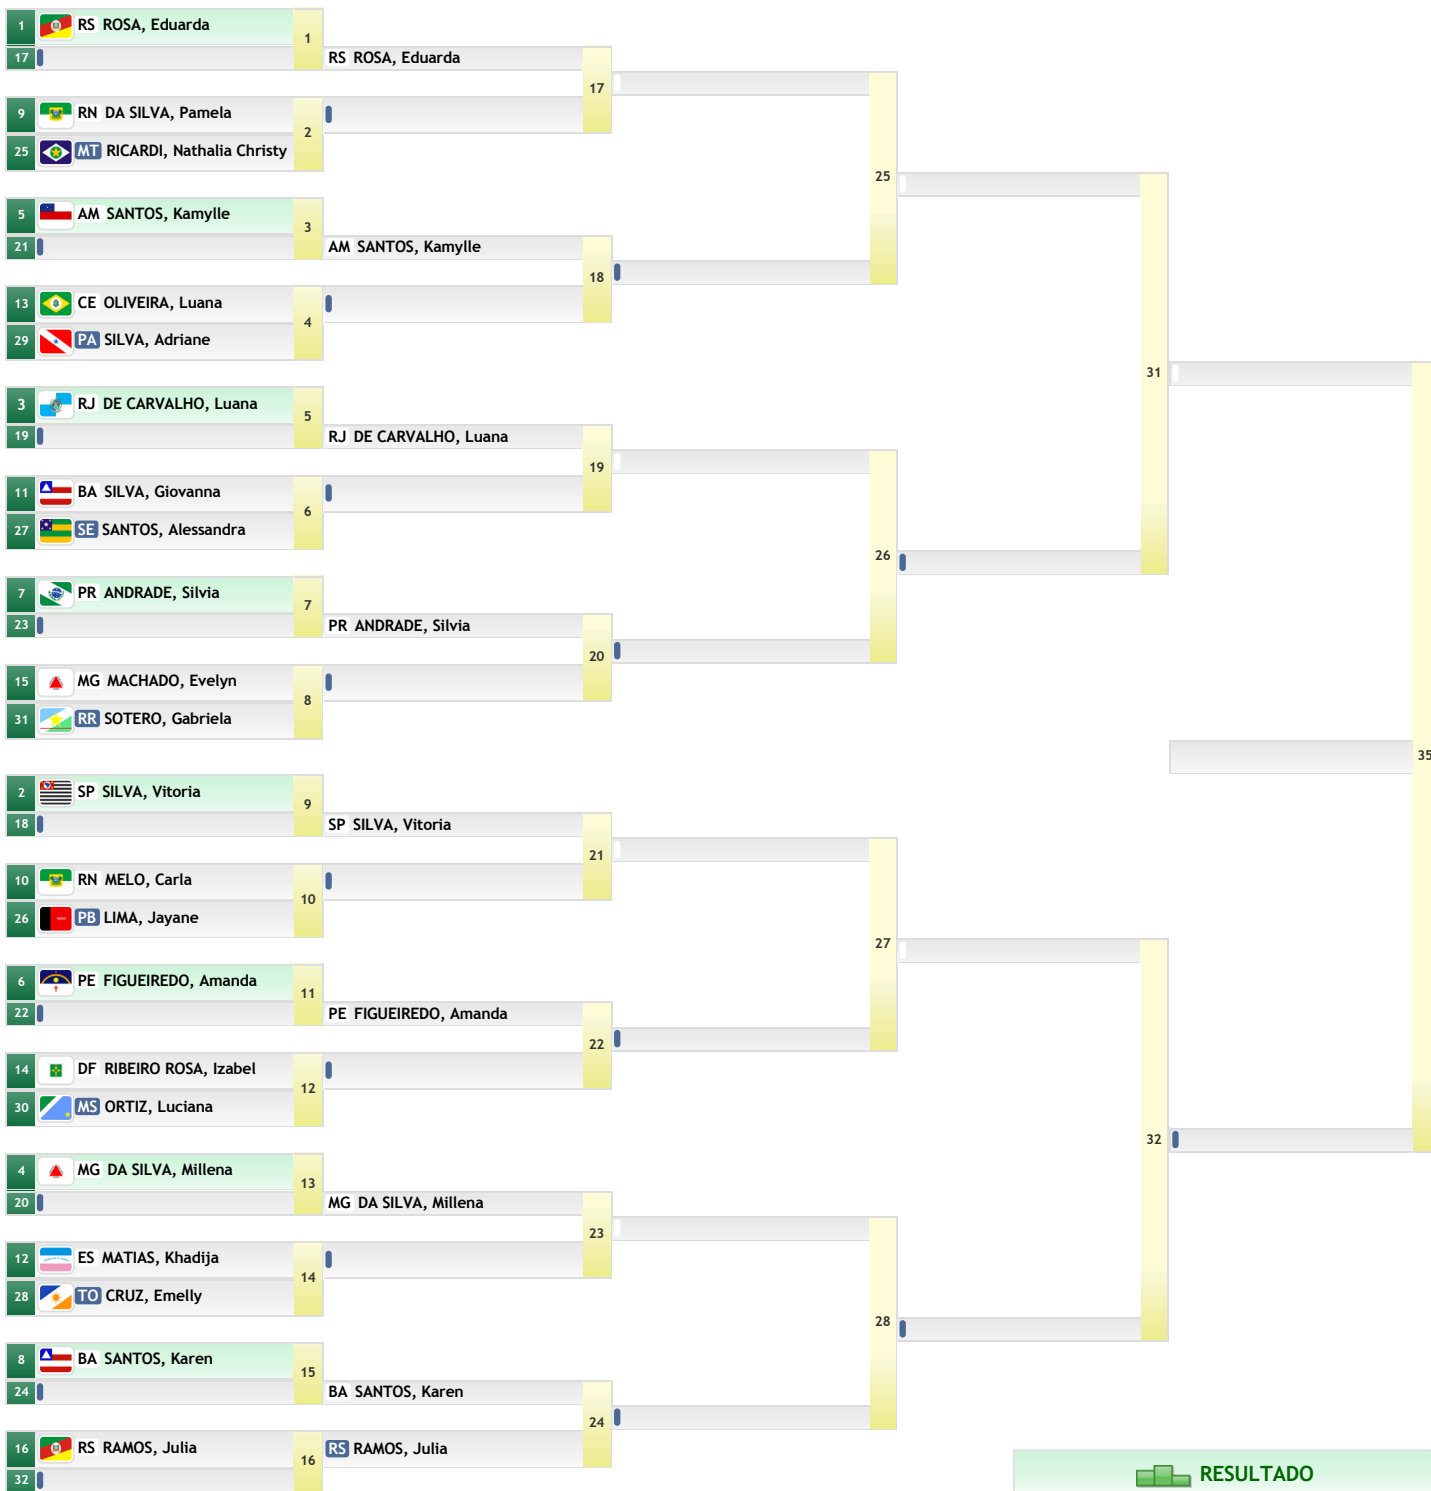 1 RS ROSA, Eduarda
1
17
RS ROSA, Eduarda
17
9 RN DA SILVA, Pamela
2
25 MT RICARDI, Nathalia Christy
25
5 AM SANTOS, Kamylle
3
21
AM SANTOS, Kamylle
18
13 CE OLIVEIRA, Luana
4
29 PA SILVA, Adriane
31
3 RJ DE CARVALHO, Luana
5
19
RJ DE CARVALHO, Luana
19
11 BA SILVA, Giovanna
6
27 SE SANTOS, Alessandra
26
7 PR ANDRADE, Silvia
7
23
PR ANDRADE, Silvia
20
15 MG MACHADO, Evelyn
8
31 RR SOTERO, Gabriela
35
2 SP SILVA, Vitoria
9
18
SP SILVA, Vitoria
21
10 RN MELO, Carla
10
26 PB LIMA, Jayane
27
6 PE FIGUEIREDO, Amanda
11
22
PE FIGUEIREDO, Amanda
22
14 DF RIBEIRO ROSA, Izabel
12
30 MS ORTIZ, Luciana
32
4 MG DA SILVA, Millena
13
20
MG DA SILVA, Millena
23
12 ES MATIAS, Khadija
14
28 TO CRUZ, Emelly
28
8 BA SANTOS, Karen
15
24
BA SANTOS, Karen
24
16 RS RAMOS, Julia
16
RS RAMOS, Julia
32
RESULTADO